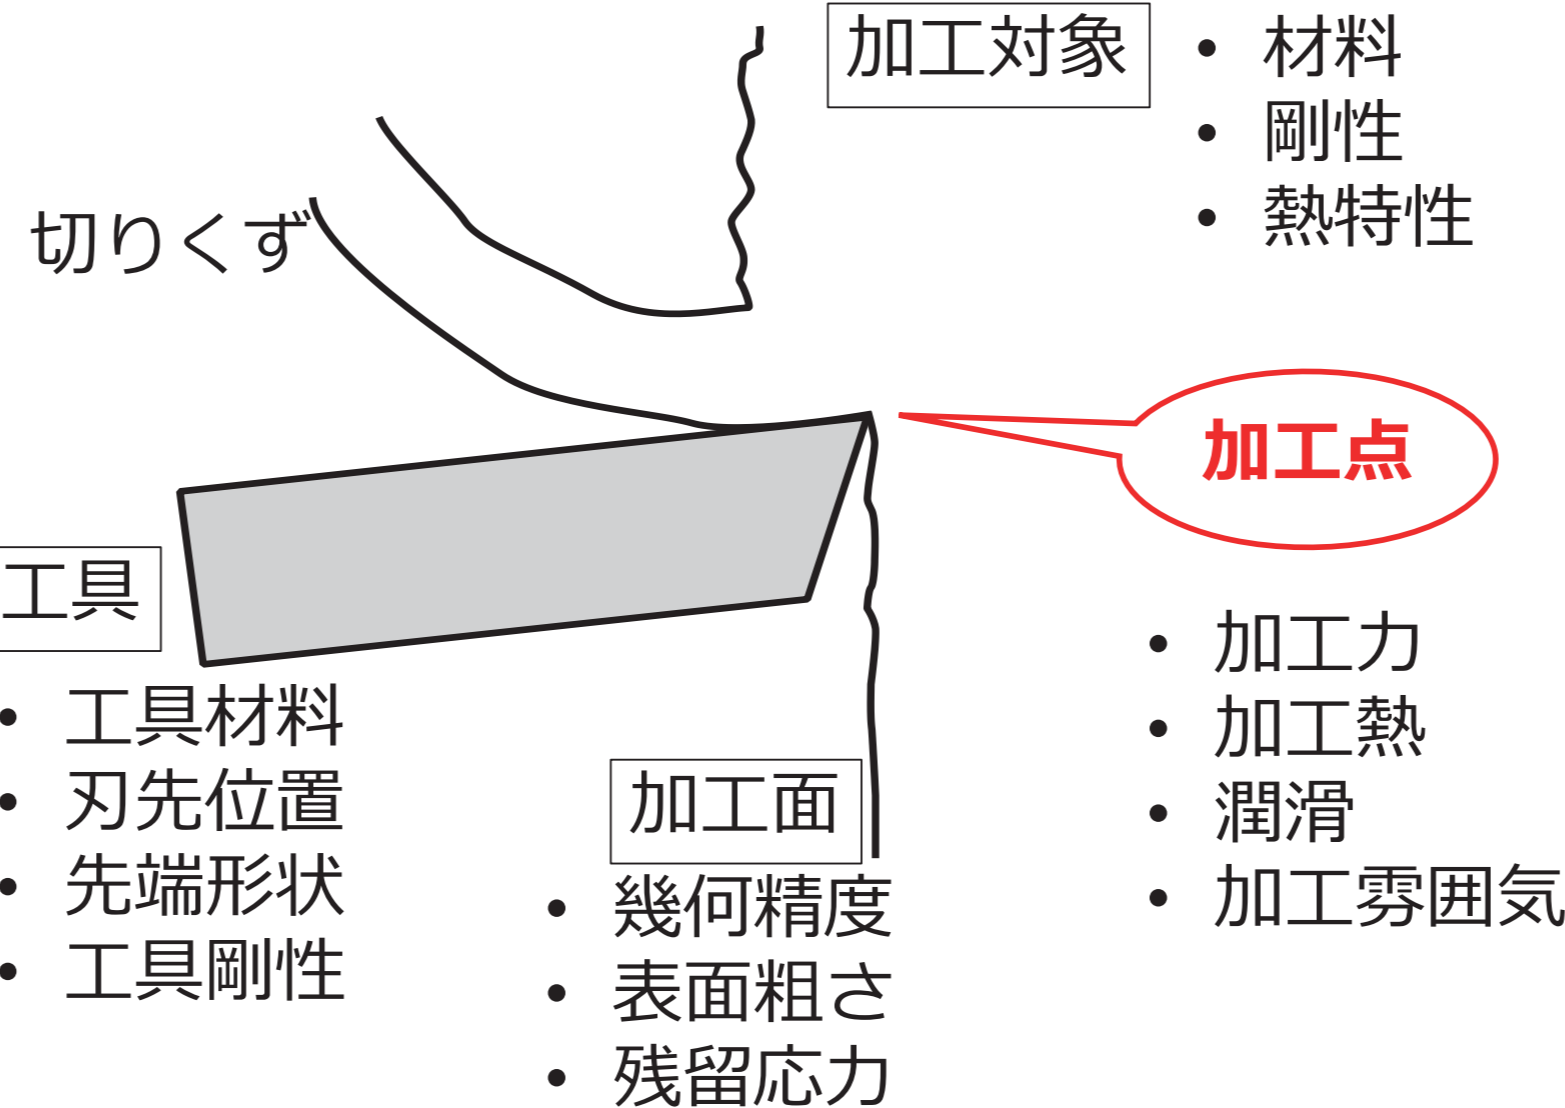 加工対象
• 材料
• 剛性
• 熱特性
切りくず
加工点
• 加工力
• 加工熱
• 潤滑
• 加工雰囲気
工具
• 工具材料
• 刃先位置
• 先端形状
• 工具剛性
加工面
• 幾何精度
• 表面粗さ
• 残留応力